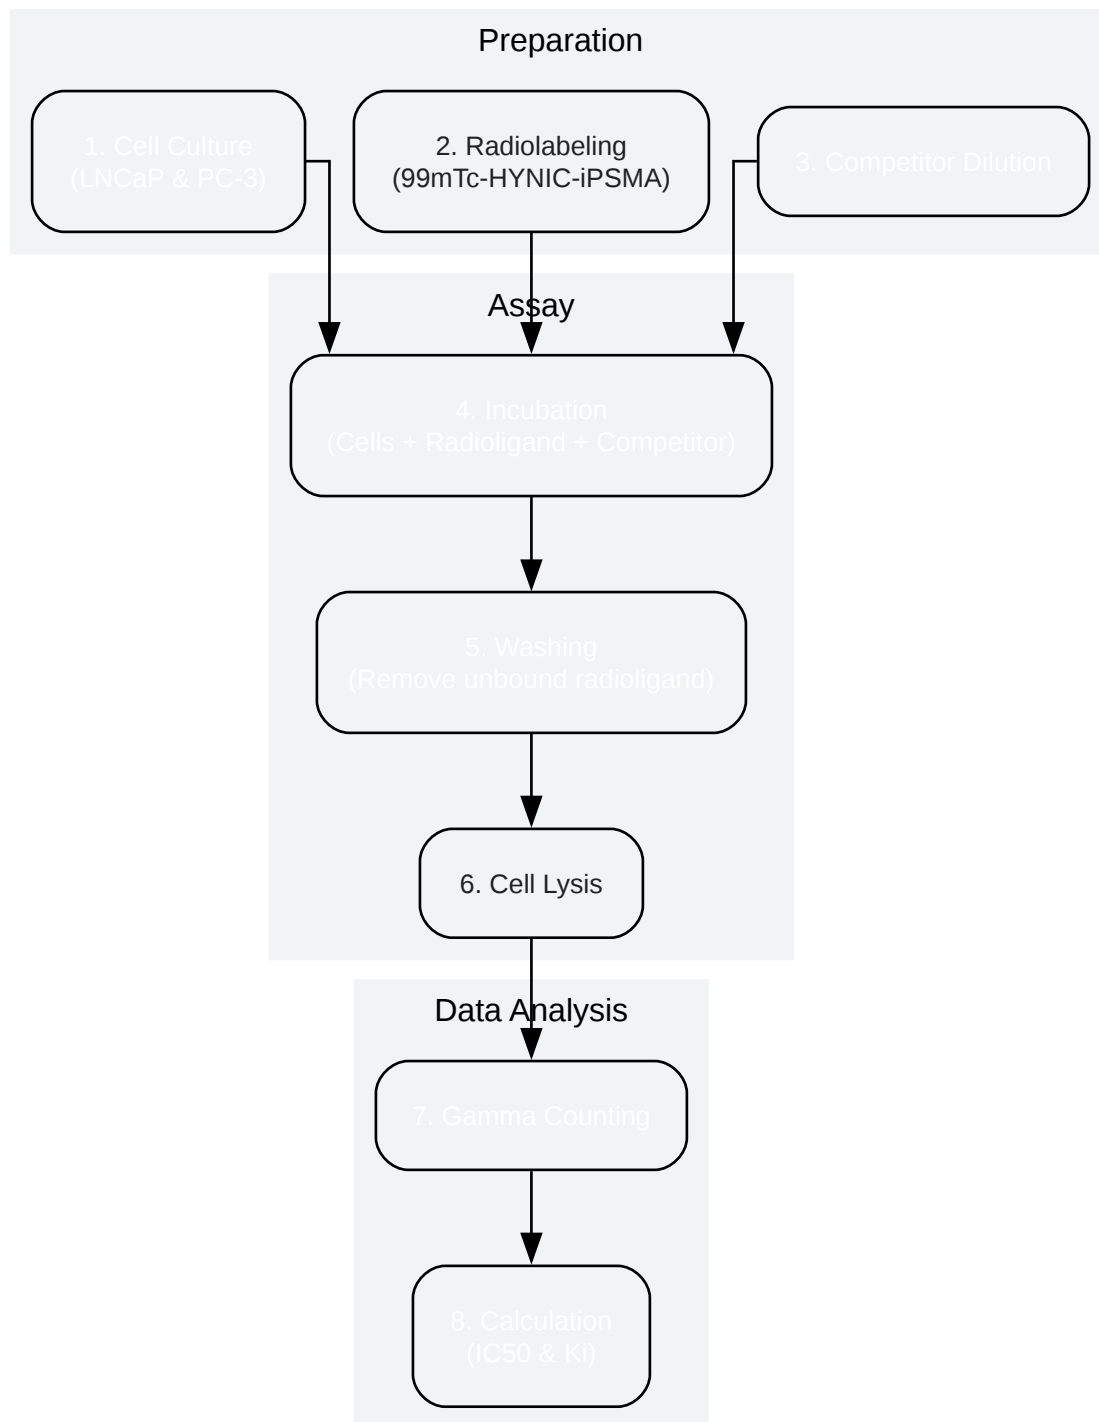 Preparation
1. Cell Culture
(LNCaP & PC-3)
2. Radiolabeling
(99mTc-HYNIC-iPSMA)
3. Competitor Dilution
Assay
4. Incubation
(Cells + Radioligand + Competitor)
5. Washing
(Remove unbound radioligand)
6. Cell Lysis
Data Analysis
7. Gamma Counting
8. Calculation
(IC50 & Ki)